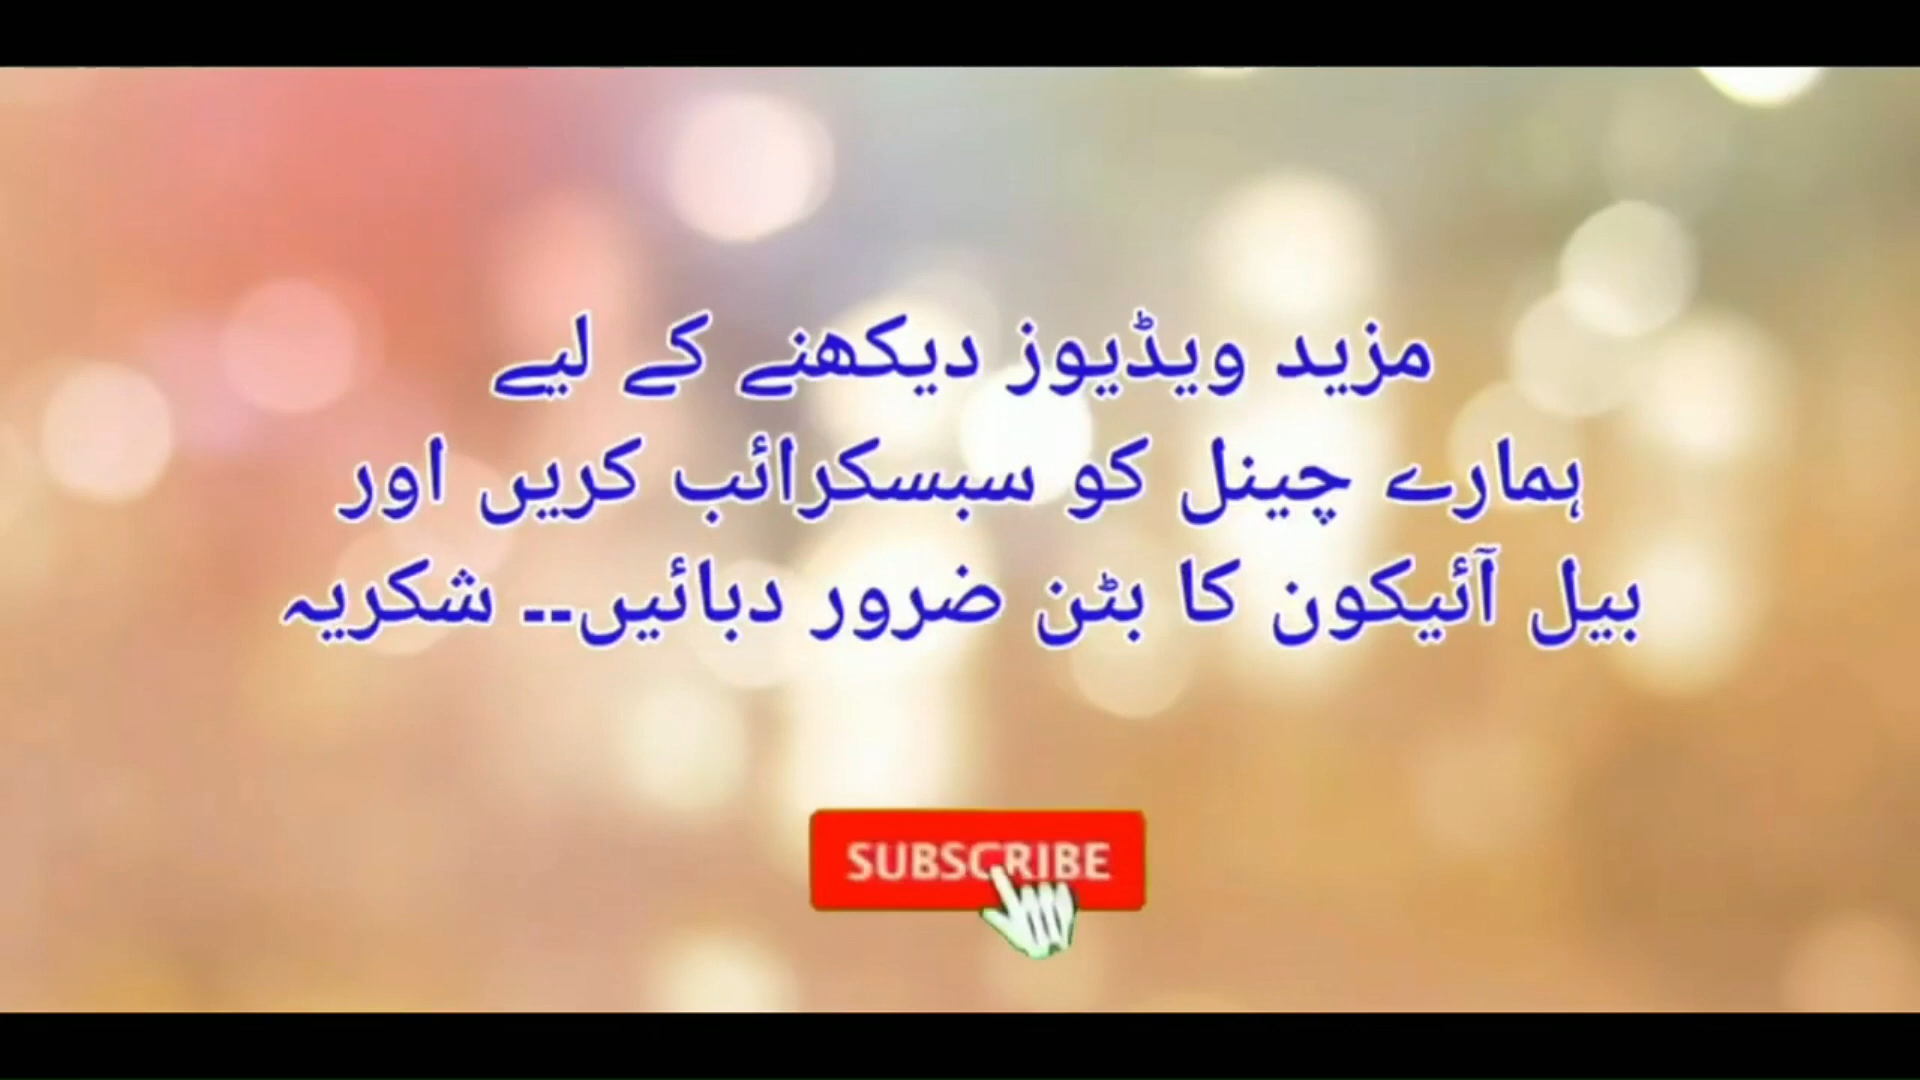 مزید ویڈیوز دیکھنے کے لیے
ہمارے چینل کو سبسکرائب کریں اور
بیل آئیکون کا بٹن ضرور دبائیں-- شکریہ
SUBSCRIBE